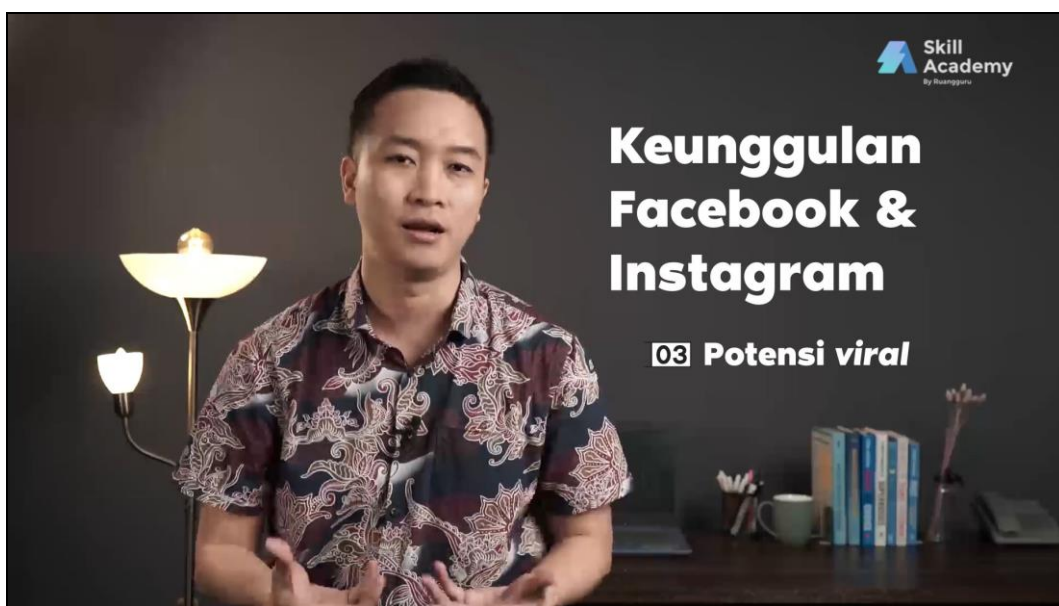 Skill
Academy
By Ruangguru
Keunggulan
Facebook &
Instagram
03 Potensi viral